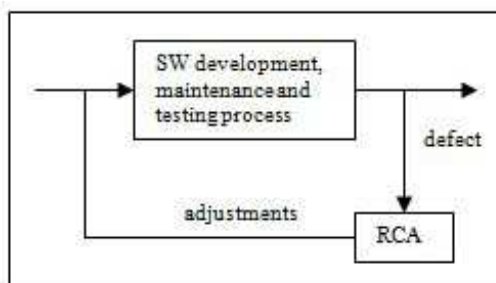 SW development,
maintenance and
testing process
defect
adjustments
RCA